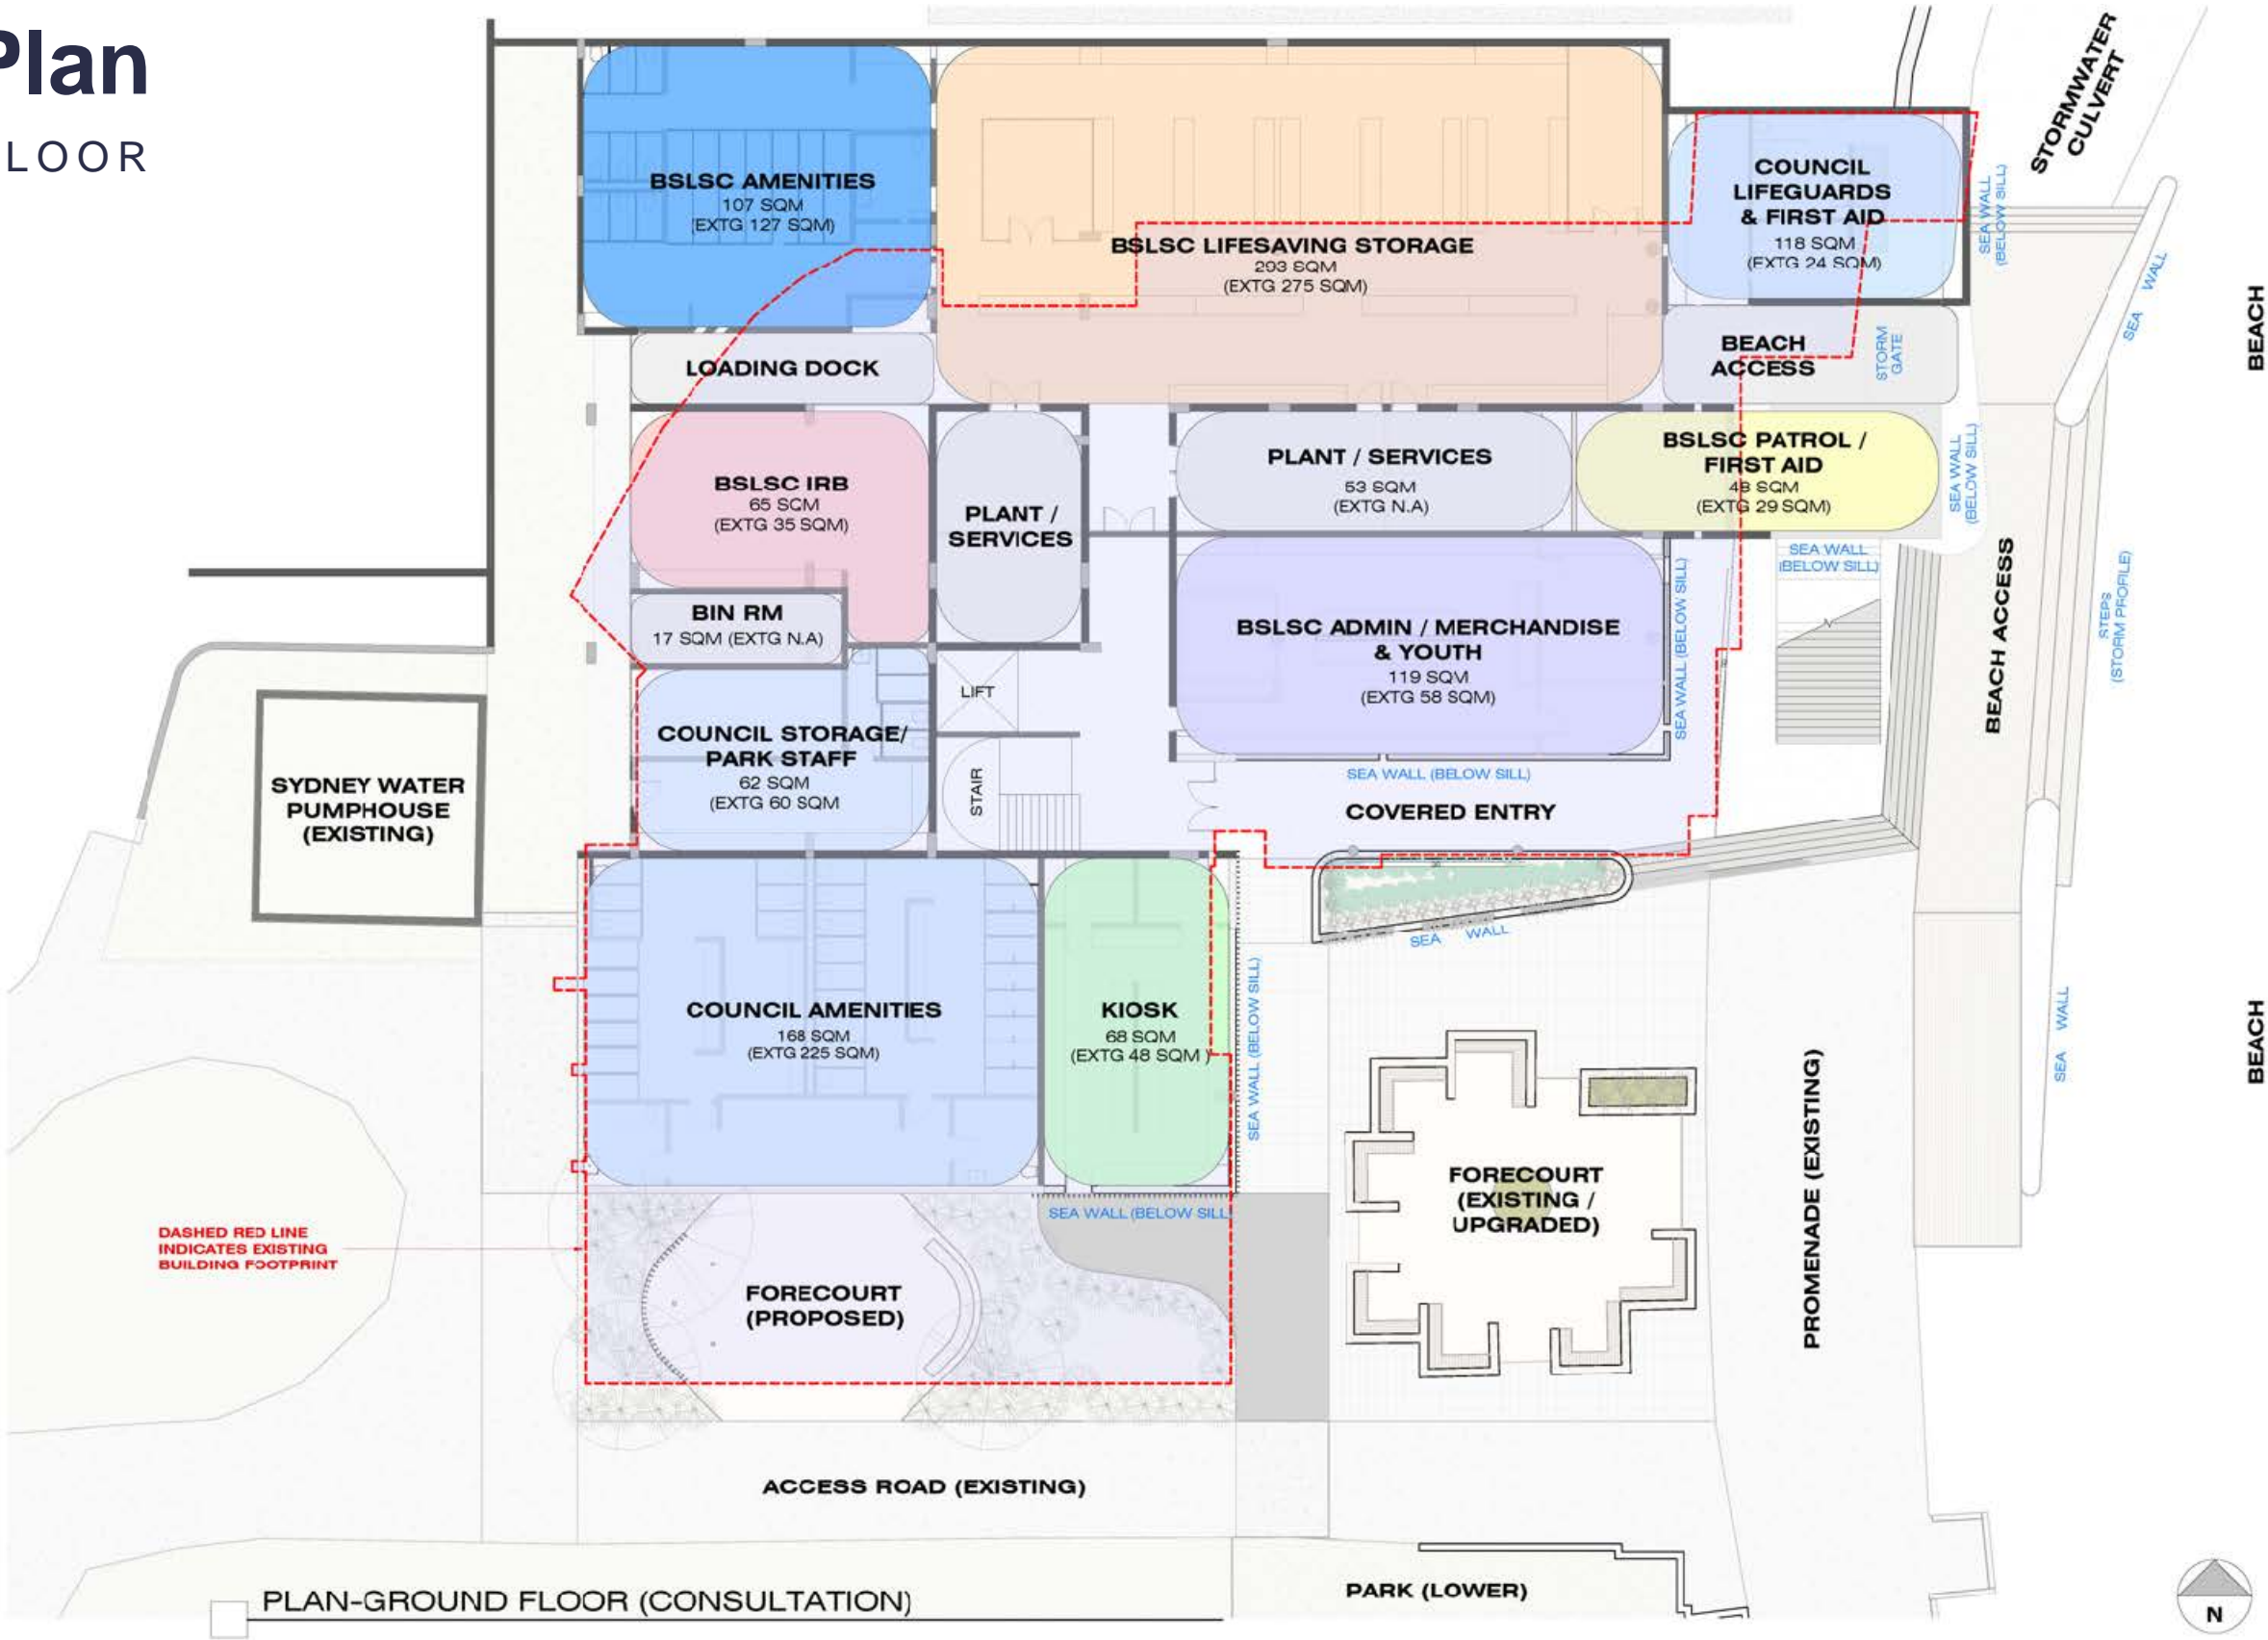 Plan
LOOR
STORMWATER
CULVERT
BSLSC AMENITIES
107 SQM
(EXTG 127 SQM)
BSLSC LIFESAVING STORAGE
293 SQM
(EXTG 275 SQM)
COUNCIL
LIFEGUARDS
& FIRST AID
118 SQM
(EXTG 24 SQM)
SEA WALL
(BELOW SILL)
SEA WALL
BEACH
LOADING DOCK
BEACH
ACCESS
STORM
GATE
BSLSC IRB
65 SQM
(EXTG 35 SQM)
PLANT /
SERVICES
PLANT / SERVICES
53 SQM
(EXTG N.A)
BSLSC PATROL /
FIRST AID
48 SQM
(EXTG 29 SQM)
SEA WALL
(BELOW SILL)
SEA WALL
(BELOW SILL)
BEACH ACCESS
STEPS
(STORM PROFILE)
BIN RM
17 SQM (EXTG N.A)
BSLSC ADMIN / MERCHANDISE
& YOUTH
119 SQM
(EXTG 58 SQM)
SEA WALL (BELOW SILL)
LIFT
COUNCIL STORAGE/
PARK STAFF
62 SQM
(EXTG 60 SQM
STAIR
SEA WALL (BELOW SILL)
COVERED ENTRY
SYDNEY WATER
PUMPHOUSE
(EXISTING)
SEA WALL
COUNCIL AMENITIES
168 SQM
(EXTG 225 SQM)
KIOSK
68 SQM
(EXTG 48 SQM )
SEA WALL (BELOW SILL)
SEA WALL
BEACH
PROMENADE (EXISTING)
FORECOURT
(EXISTING /
UPGRADED)
SEA WALL (BELOW SILL
DASHED RED LINE
INDICATES EXISTING
BUILDING FOOTPRINT
FORECOURT
(PROPOSED)
ACCESS ROAD (EXISTING)
PLAN-GROUND FLOOR (CONSULTATION)
PARK (LOWER)
N